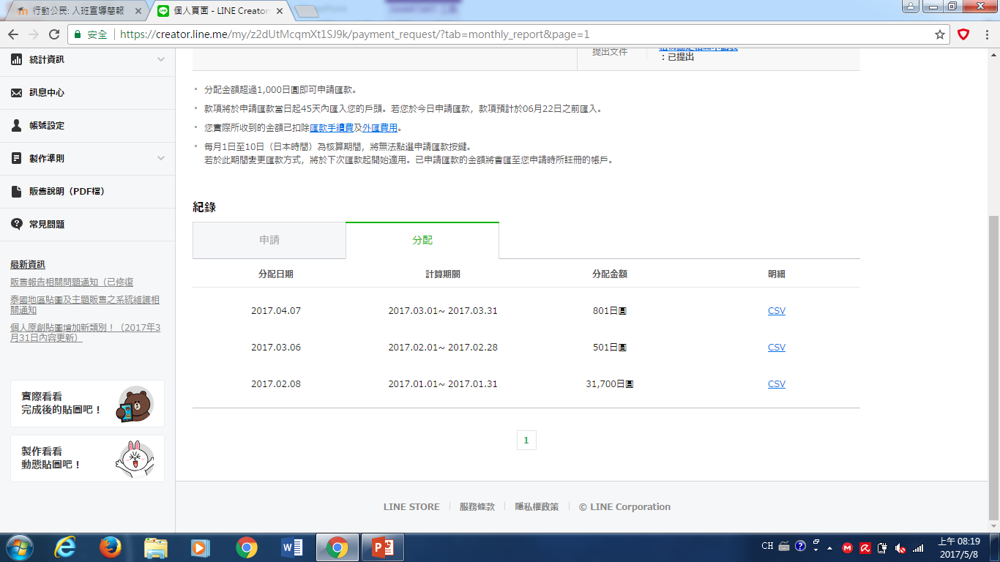 行動公民: 入班宣導簡報
個人頁面 - LINE Creator
安全 https://creator.line.me/my/z2dUtMcqmXt1SJ9k/payment_request/?tab=monthly_report&page=1
統計資訊
訊息中心
帳號設定
製作準則
販售說明（PDF檔）
常見問題
最新資訊
販售報告相關問題通知（已修復
泰國地區貼圖及主題販售之系統維護相
關通知
個人原創貼圖增加新類別！（2017年3
月31日內容更新）
實際看看
完成後的貼圖吧！
製作看看
動態貼圖吧！
提出文件
：已提出
分配金額超過1,000日圓即可申請匯款。
款項將於申請匯款當日起45天內匯入您的戶頭。若您於今日申請匯款，款項預計於06月22日之前匯入。
您實際所收到的金額已扣除匯款手續費及外匯費用。
每月1日至10日（日本時間）為核算期間，將無法點選申請匯款按鍵。
若於此期間變更匯款方式，將於下次匯款起開始適用。已申請匯款的金額將會匯至您申請時所註冊的帳戶。
紀錄
申請 分配
分配日期 計算期間 分配金額 明細
2017.04.07 2017.03.01~ 2017.03.31 801日圓 CSV
2017.03.06 2017.02.01~ 2017.02.28 501日圓 CSV
2017.02.08 2017.01.01~ 2017.01.31 31,700日圓 CSV
1
LINE STORE 服務條款 隱私權政策 © LINE Corporation
CH
上午 08:19
2017/5/8